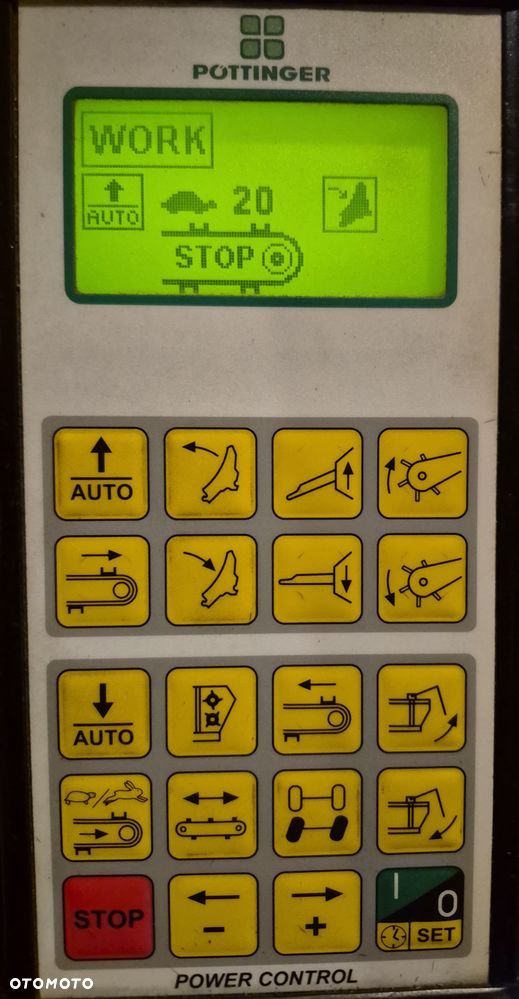 PÖTTINGER
WORK
AUTO
20
STOP
AUTO
AUTO
STOP
-
+
I
0
SET
POWER CONTROL
OTOMOTO